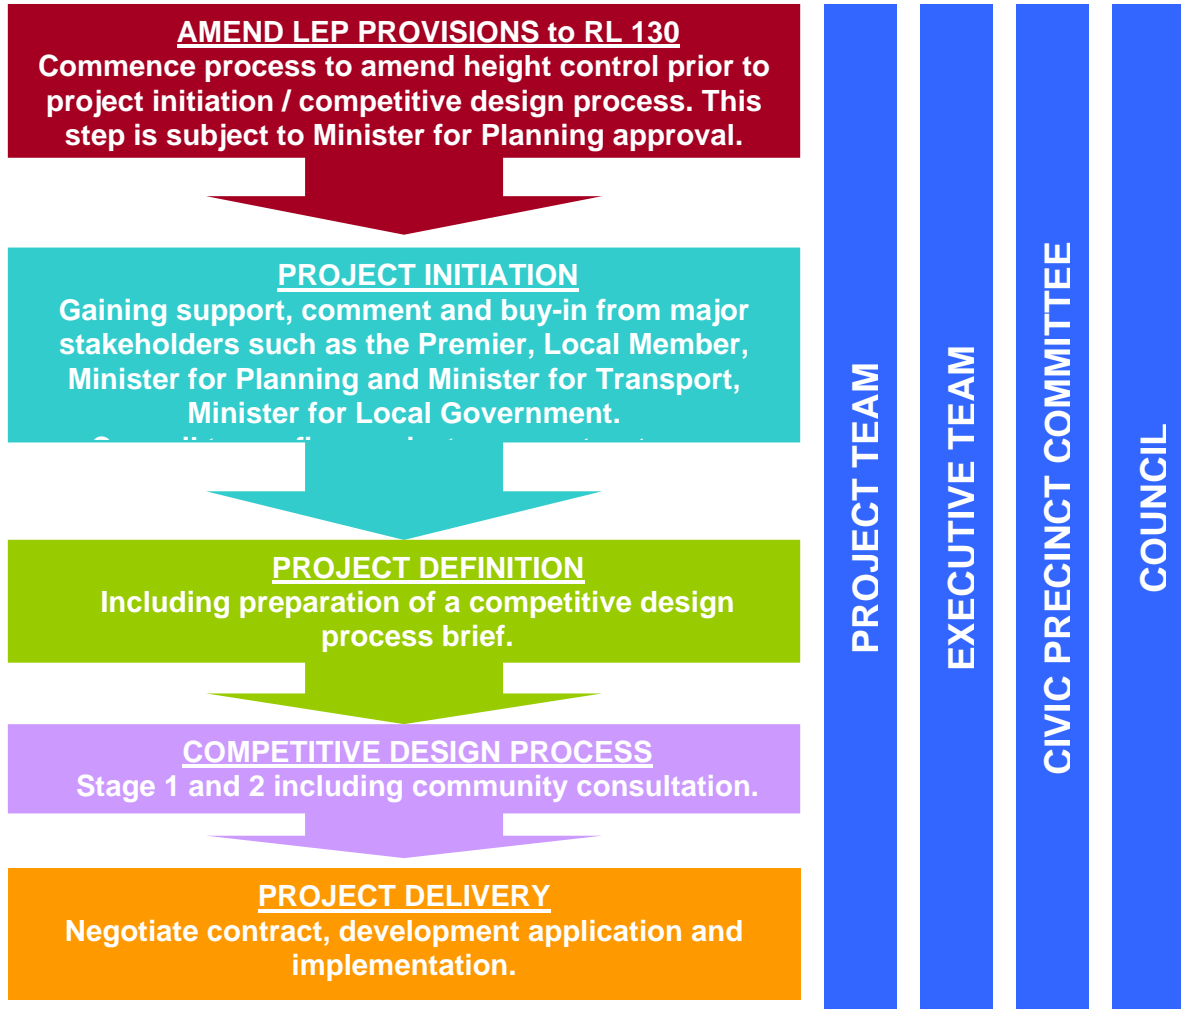 AMEND LEP PROVISIONS to RL 130
Commence process to amend height control prior to
project initiation / competitive design process. This
step is subject to Minister for Planning approval.
PROJECT INITIATION
Gaining support, comment and buy-in from major
stakeholders such as the Premier, Local Member,
Minister for Planning and Minister for Transport,
Minister for Local Government.
PROJECT DEFINITION
Including preparation of a competitive design
process brief.
COMPETITIVE DESIGN PROCESS
Stage 1 and 2 including community consultation.
PROJECT DELIVERY
Negotiate contract, development application and
implementation.
PROJECT TEAM
EXECUTIVE TEAM
CIVIC PRECINCT COMMITTEE
COUNCIL